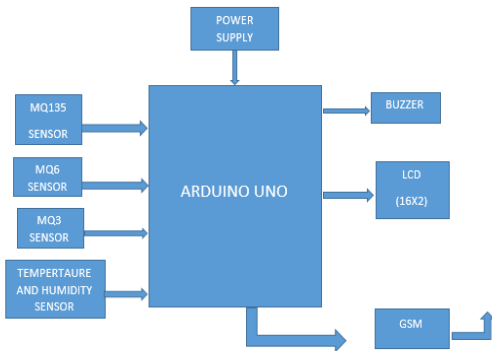 POWER
SUPPLY
MQ135
SENSOR
MQ6
SENSOR
MQ3
SENSOR
TEMPERTAURE
AND HUMIDITY
SENSOR
ARDUINO UNO
BUZZER
LCD
(16X2)
GSM